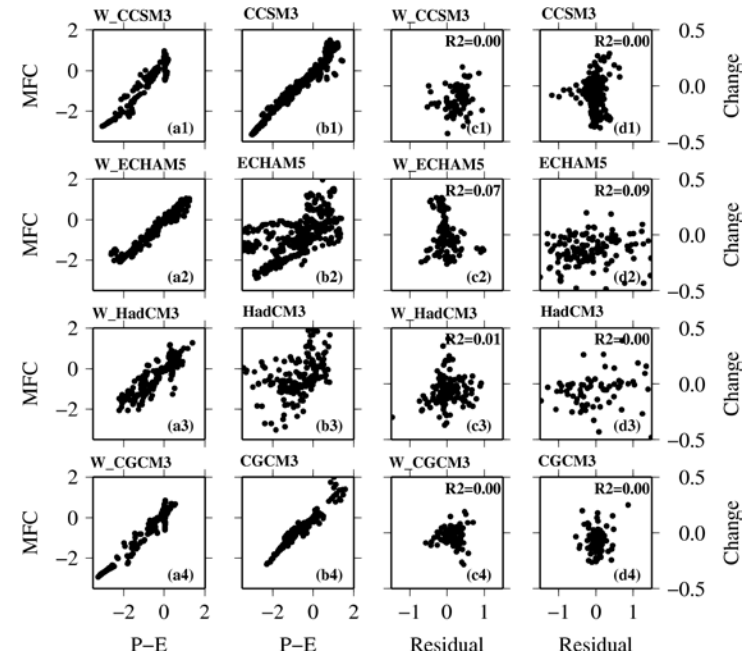 W_CCSM3 CCSM3 W_CCSM3 CCSM3
2 0.5
R2=0.00 R2=0.00
MFC 0 0.0 Change
−2
(a1) (b1) (c1) (d1)
−0.5
W_ECHAM5 ECHAM5 W_ECHAM5 ECHAM5
2 0.5
R2=0.07 R2=0.09
MFC 0 0.0 Change
−2
(a2) (b2) (c2) (d2)
−0.5
W_HadCM3 HadCM3 W_HadCM3 HadCM3
2 0.5
R2=0.01 R2=0.00
MFC 0 0.0 Change
−2
(a3) (b3) (c3) (d3)
−0.5
W_CGCM3 CGCM3 W_CGCM3 CGCM3
2 0.5
R2=0.00 R2=0.00
MFC 0 0.0 Change
−2
(a4) (b4) (c4) (d4)
−0.5
−2 0 2 −2 0 2 −1 0 1 −1 0 1
P−E P−E Residual Residual